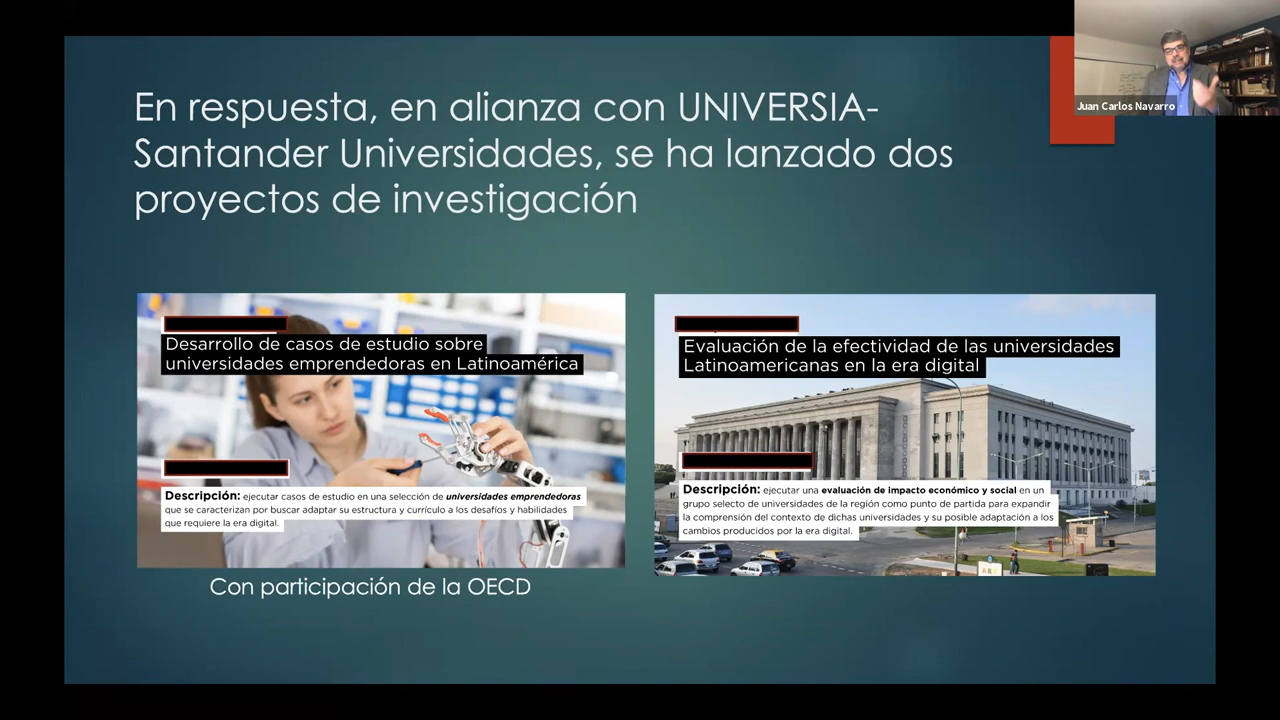 Juan Carlos Navarro
En respuesta, en alianza con UNIVERSIA-
Santander Universidades, se ha lanzado dos
proyectos de investigación
Desarrollo de casos de estudio sobre
universidades emprendedoras en Latinoamérica
Descripción: ejecutar casos de estudio en una selección de universidades emprendedoras
que se caracterizan por buscar adaptar su estructura y currículo a los desafíos y habilidades
que requiere la era digital.
Con participación de la OECD
Evaluación de la efectividad de las universidades
Latinoamericanas en la era digital
Descripción: ejecutar una evaluación de impacto económico y social en un
grupo selecto de universidades de la región como punto de partida para expandir
la comprensión del contexto de dichas universidades y su posible adaptación a los
cambios producidos por la era digital.